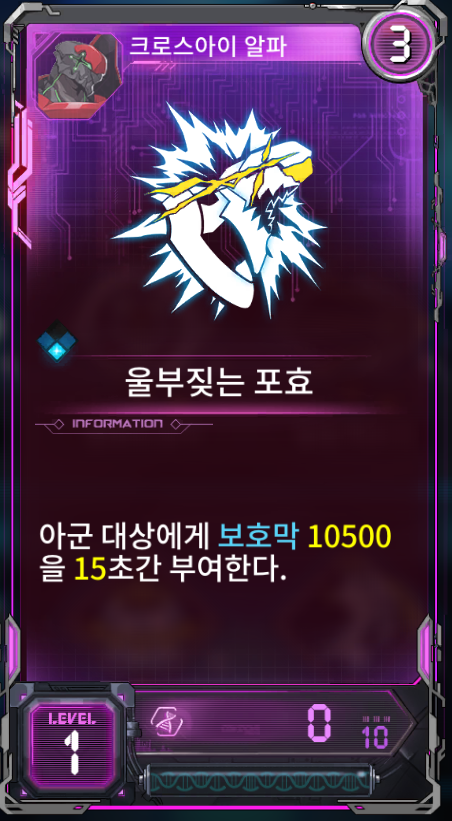 크로스아이 알파
3
울부짖는 포효
INFORMATION
아군 대상에게 보호막 10500
을 15초간 부여한다.
LEVEL
1
0
10